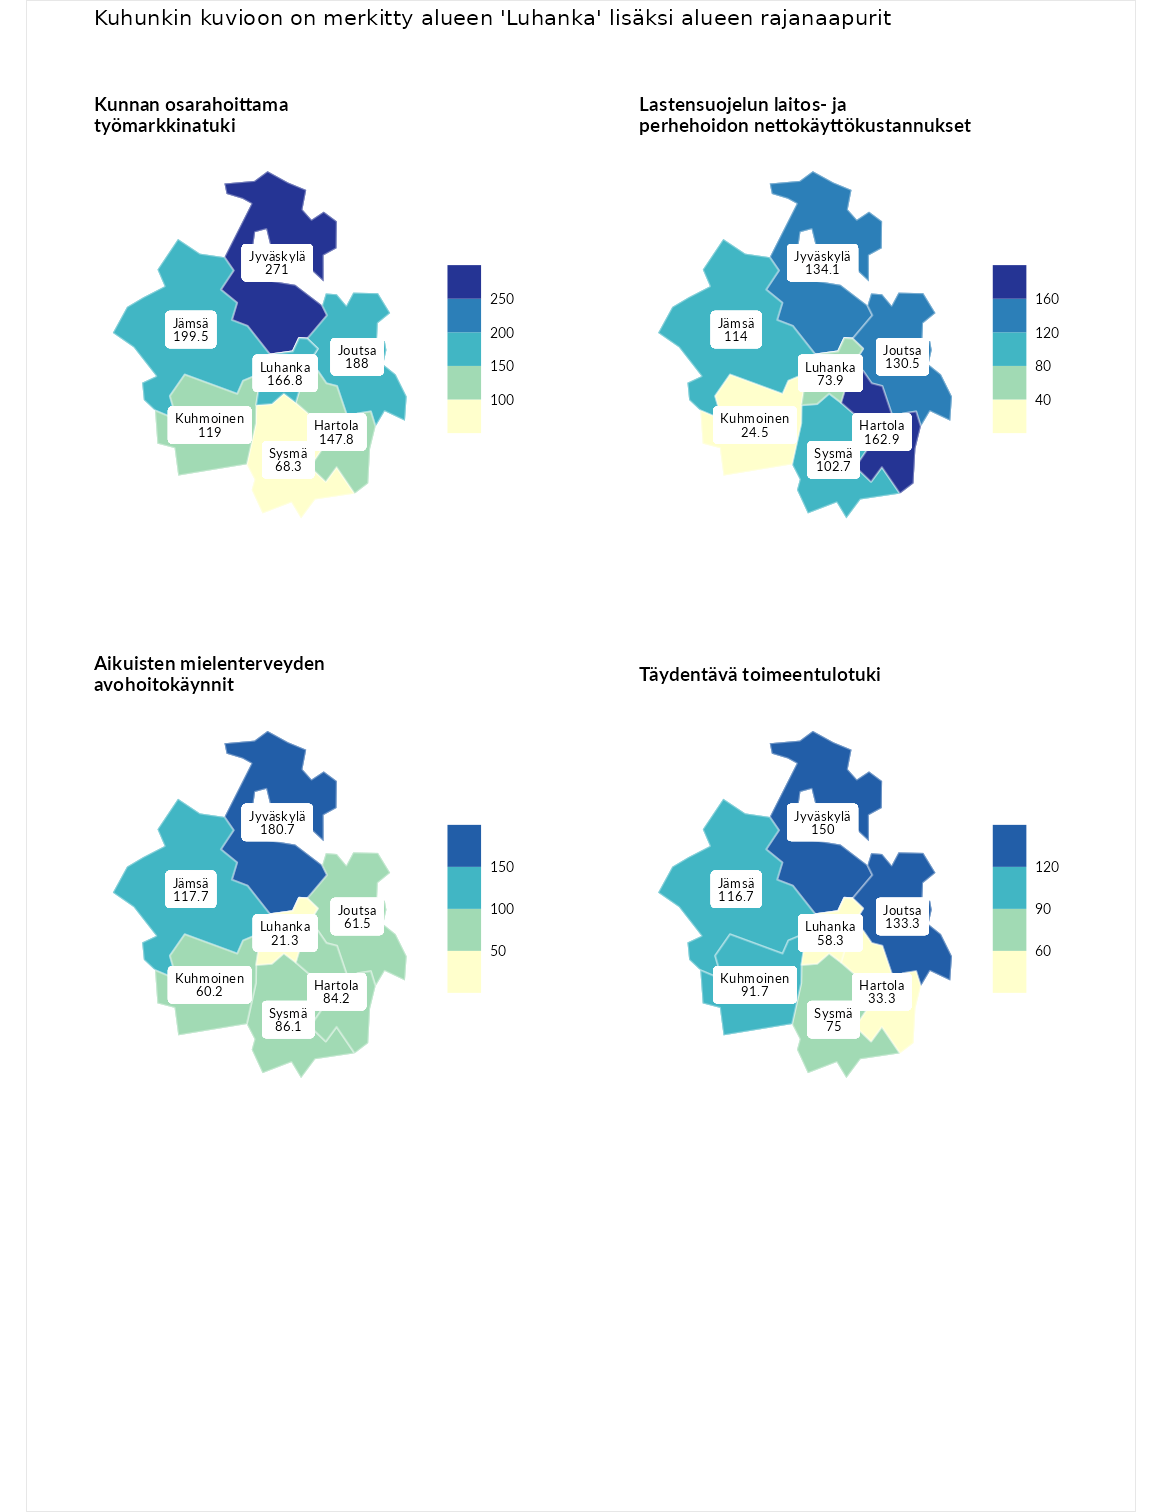 Kuhunkin kuvioon on merkitty alueen 'Luhanka' lisäksi alueen rajanaapurit
Kunnan osarahoittama
työmarkkinatuki
Jyväskylä
271
Jämsä
199.5
Joutsa
188
Luhanka
166.8
Kuhmoinen
119
Hartola
147.8
Sysmä
68.3
250
200
150
100
Lastensuojelun laitos- ja
perhehoidon nettokäyttökustannukset
Jyväskylä
134.1
Jämsä
114
Joutsa
130.5
Luhanka
73.9
Kuhmoinen
24.5
Hartola
162.9
Sysmä
102.7
160
120
80
40
Aikuisten mielenterveyden
avohoitokäynnit
Jyväskylä
180.7
Jämsä
117.7
Joutsa
61.5
Luhanka
21.3
Kuhmoinen
60.2
Hartola
84.2
Sysmä
86.1
150
100
50
Täydentävä toimeentulotuki
Jyväskylä
150
Jämsä
116.7
Joutsa
133.3
Luhanka
58.3
Kuhmoinen
91.7
Hartola
33.3
Sysmä
75
120
90
60